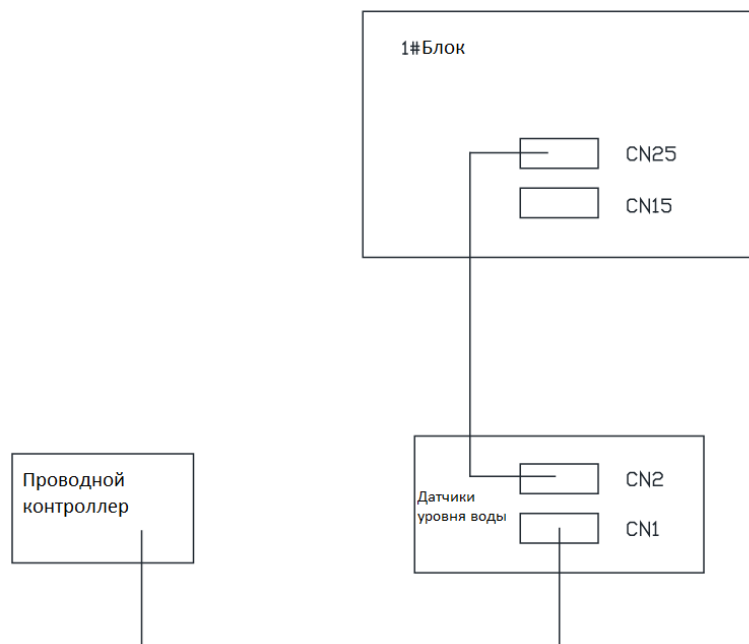 1#Блок
CN25
CN15
Проводной
контроллер
Датчики
уровня воды
CN2
CN1